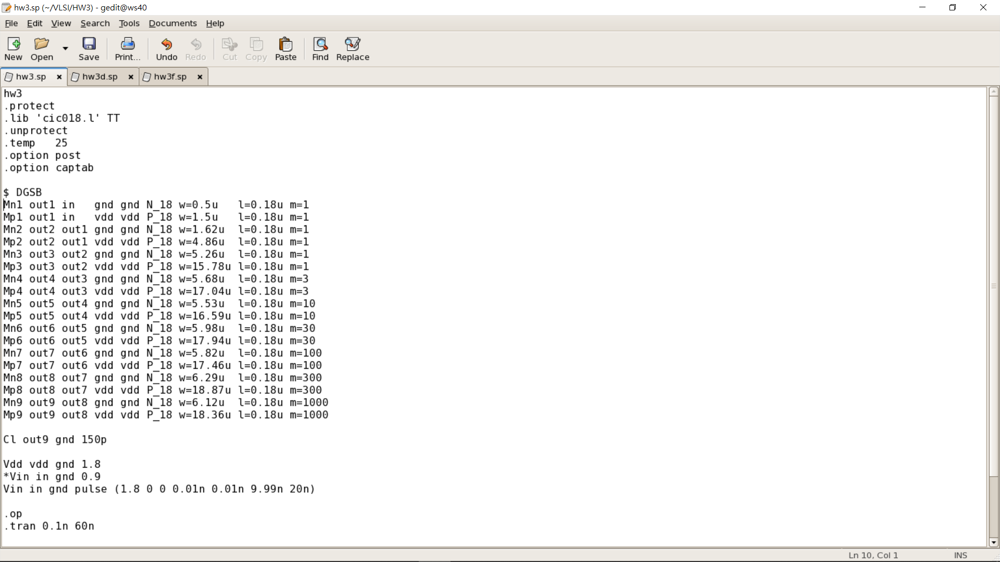 hw3.sp (~/VLSI/HW3) - gedit@ws40
File Edit View Search Tools Documents Help
New Open Save Print... Undo Redo Cut Copy Paste Find Replace
hw3.sp hw3d.sp hw3f.sp
hw3
.protect
.lib 'cic018.l' TT
.unprotect
.temp   25
.option post
.option captab
$ DGSB
Mn1 out1 in   gnd gnd N_18 w=0.5u   l=0.18u m=1
Mp1 out1 in   vdd vdd P_18 w=1.5u   l=0.18u m=1
Mn2 out2 out1 gnd gnd N_18 w=1.62u  l=0.18u m=1
Mp2 out2 out1 vdd vdd P_18 w=4.86u  l=0.18u m=1
Mn3 out3 out2 gnd gnd N_18 w=5.26u  l=0.18u m=1
Mp3 out3 out2 vdd vdd P_18 w=15.78u l=0.18u m=1
Mn4 out4 out3 gnd gnd N_18 w=5.68u  l=0.18u m=3
Mp4 out4 out3 vdd vdd P_18 w=17.04u l=0.18u m=3
Mn5 out5 out4 gnd gnd N_18 w=5.53u  l=0.18u m=10
Mp5 out5 out4 vdd vdd P_18 w=16.59u l=0.18u m=10
Mn6 out6 out5 gnd gnd N_18 w=5.98u  l=0.18u m=30
Mp6 out6 out5 vdd vdd P_18 w=17.94u l=0.18u m=30
Mn7 out7 out6 gnd gnd N_18 w=5.82u  l=0.18u m=100
Mp7 out7 out6 vdd vdd P_18 w=17.46u l=0.18u m=100
Mn8 out8 out7 gnd gnd N_18 w=6.29u  l=0.18u m=300
Mp8 out8 out7 vdd vdd P_18 w=18.87u l=0.18u m=300
Mn9 out9 out8 gnd gnd N_18 w=6.12u  l=0.18u m=1000
Mp9 out9 out8 vdd vdd P_18 w=18.36u l=0.18u m=1000
Cl out9 gnd 150p
Vdd vdd gnd 1.8
*Vin in gnd 0.9
Vin in gnd pulse (1.8 0 0 0.01n 0.01n 9.99n 20n)
.op
.tran 0.1n 60n
Ln 10, Col 1 INS